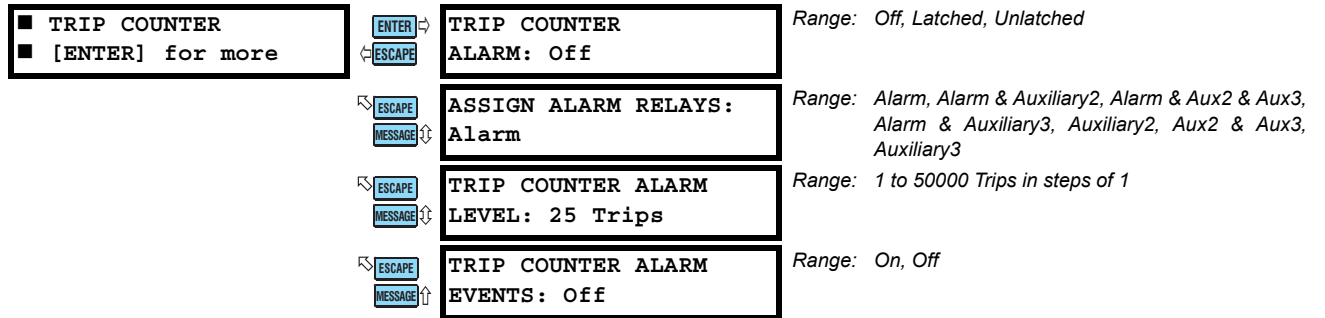 ■ TRIP COUNTER
■ [ENTER] for more
ENTER ⇨
⇦ ESCAPE
TRIP COUNTER
ALARM: Off
Range: Off, Latched, Unlatched
ESCAPE
MESSAGE
ASSIGN ALARM RELAYS:
Alarm
Range: Alarm, Alarm & Auxiliary2, Alarm & Aux2 & Aux3,
Alarm & Auxiliary3, Auxiliary2, Aux2 & Aux3,
Auxiliary3
ESCAPE
MESSAGE
TRIP COUNTER ALARM
LEVEL: 25 Trips
Range: 1 to 50000 Trips in steps of 1
ESCAPE
MESSAGE
TRIP COUNTER ALARM
EVENTS: Off
Range: On, Off